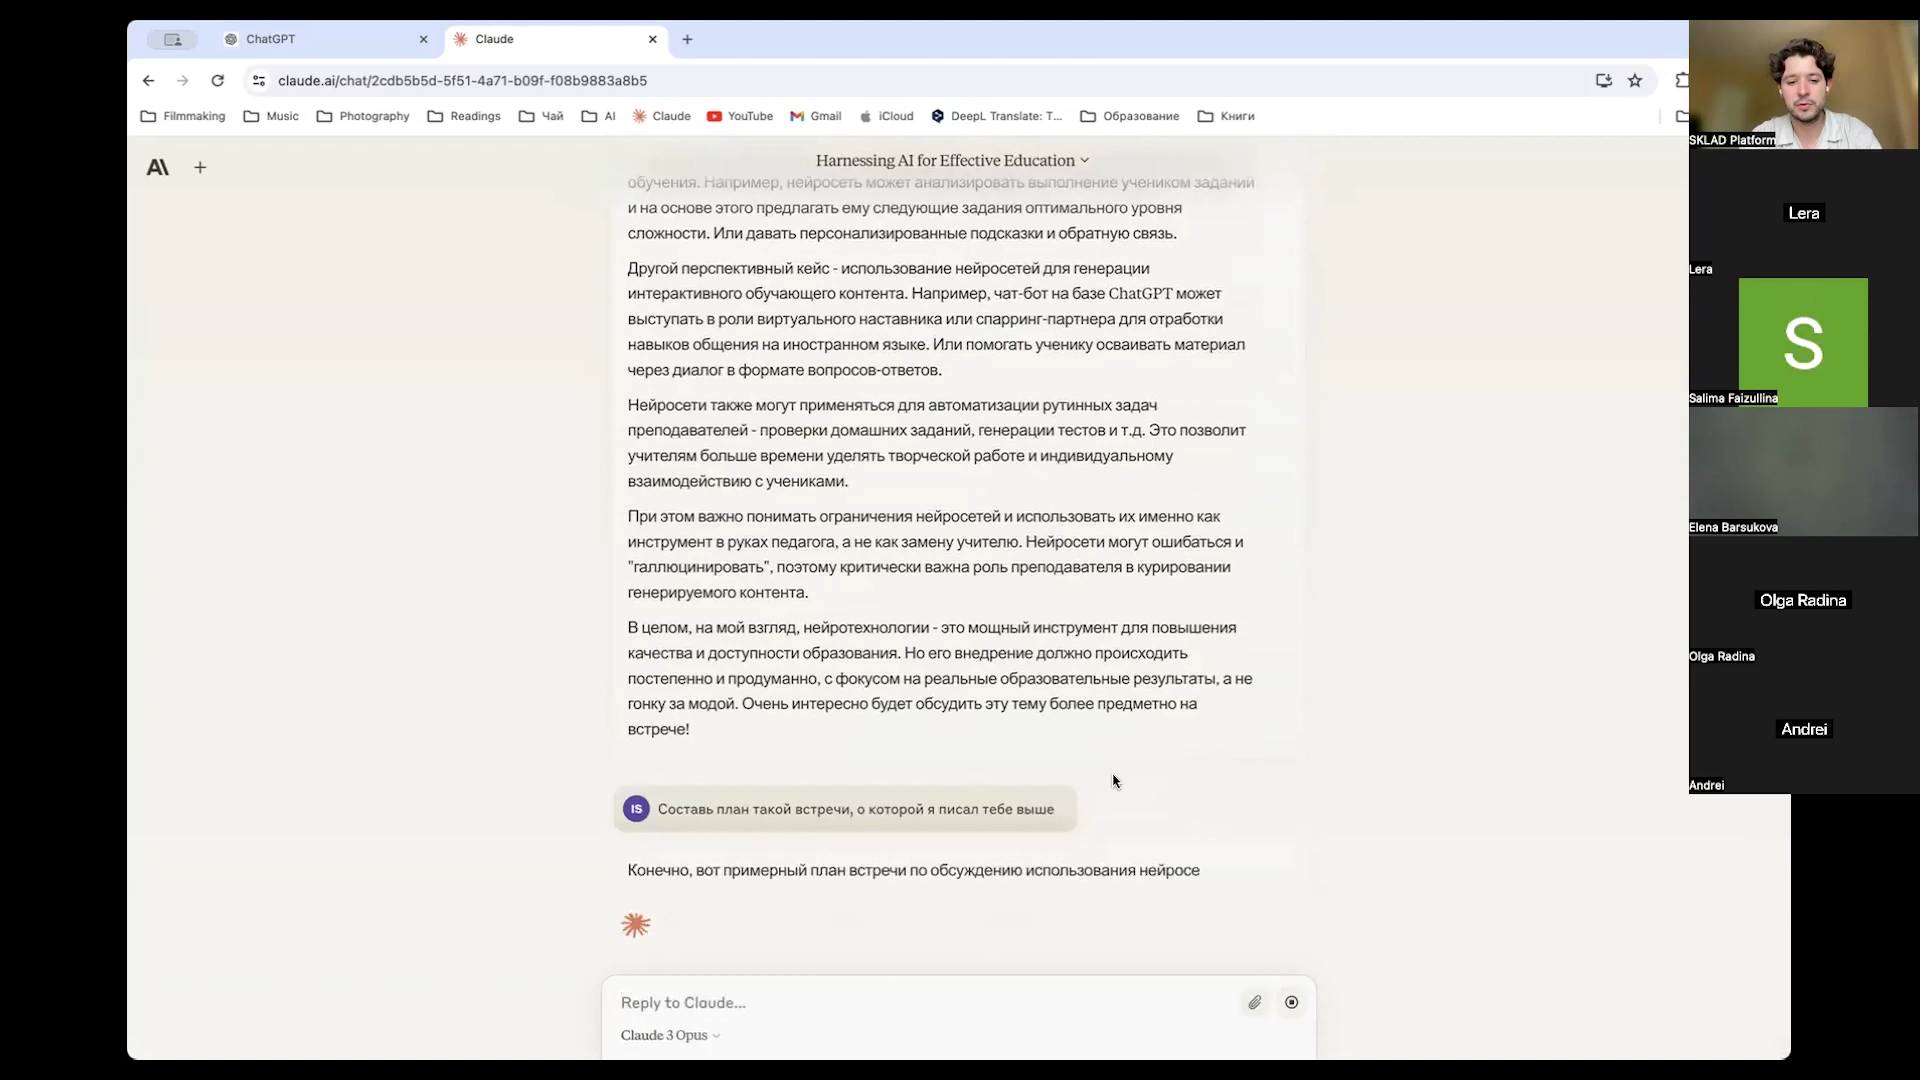 ChatGPT
Claude
claude.ai/chat/2cdb5b5d-5f51-4a71-b09f-f08b9883a8b5
Filmmaking
Music
Photography
Readings
Чай
AI
Claude
YouTube
Gmail
iCloud
DeepL Translate: T...
Образование
Книги
Harnessing AI for Effective Education
обучения. Например, нейросеть может анализировать выполнение учеником заданий
и на основе этого предлагать ему следующие задания оптимального уровня
сложности. Или давать персонализированные подсказки и обратную связь.
Другой перспективный кейс - использование нейросетей для генерации
интерактивного обучающего контента. Например, чат-бот на базе ChatGPT может
выступать в роли виртуального наставника или спарринг-партнера для отработки
навыков общения на иностранном языке. Или помогать ученику осваивать материал
через диалог в формате вопросов-ответов.
Нейросети также могут применяться для автоматизации рутинных задач
преподавателей - проверки домашних заданий, генерации тестов и т.д. Это позволит
учителям больше времени уделять творческой работе и индивидуальному
взаимодействию с учениками.
При этом важно понимать ограничения нейросетей и использовать их именно как
инструмент в руках педагога, а не как замену учителю. Нейросети могут ошибаться и
"галлюцинировать", поэтому критически важна роль преподавателя в курировании
генерируемого контента.
В целом, на мой взгляд, нейротехнологии - это мощный инструмент для повышения
качества и доступности образования. Но его внедрение должно происходить
постепенно и продуманно, с фокусом на реальные образовательные результаты, а не
гонку за модой. Очень интересно будет обсудить эту тему более предметно на
встрече!
IS
Составь план такой встречи, о которой я писал тебе выше
Конечно, вот примерный план встречи по обсуждению использования нейросе
Reply to Claude...
Claude 3 Opus
SKLAD Platform
Lera
Lera
S
Salima Faizullina
Elena Barsukova
Olga Radina
Olga Radina
Andrei
Andrei